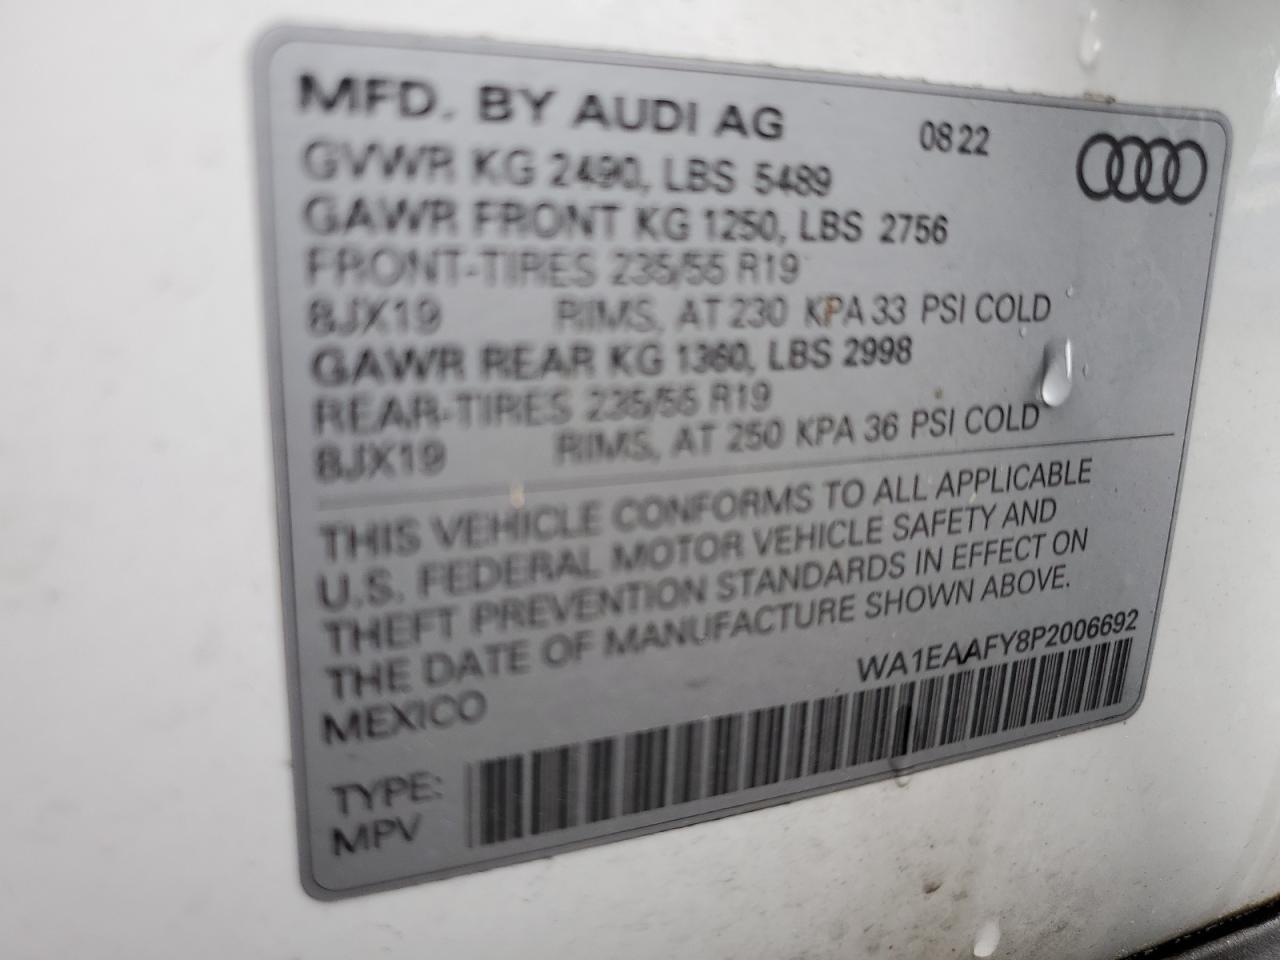 MFD. BY AUDI AG 08 22
GVWR KG 2490, LBS 5489
GAWR FRONT KG 1250, LBS 2756
FRONT-TIRES 235/55 R19
8JX19 RIMS, AT 230 KPA 33 PSI COLD
GAWR REAR KG 1360, LBS 2998
REAR-TIRES 235/55 R19
8JX19 RIMS, AT 250 KPA 36 PSI COLD
THIS VEHICLE CONFORMS TO ALL APPLICABLE
U.S. FEDERAL MOTOR VEHICLE SAFETY AND
THEFT PREVENTION STANDARDS IN EFFECT ON
THE DATE OF MANUFACTURE SHOWN ABOVE.
MEXICO WA1EAAFY8P2006692
TYPE:
MPV